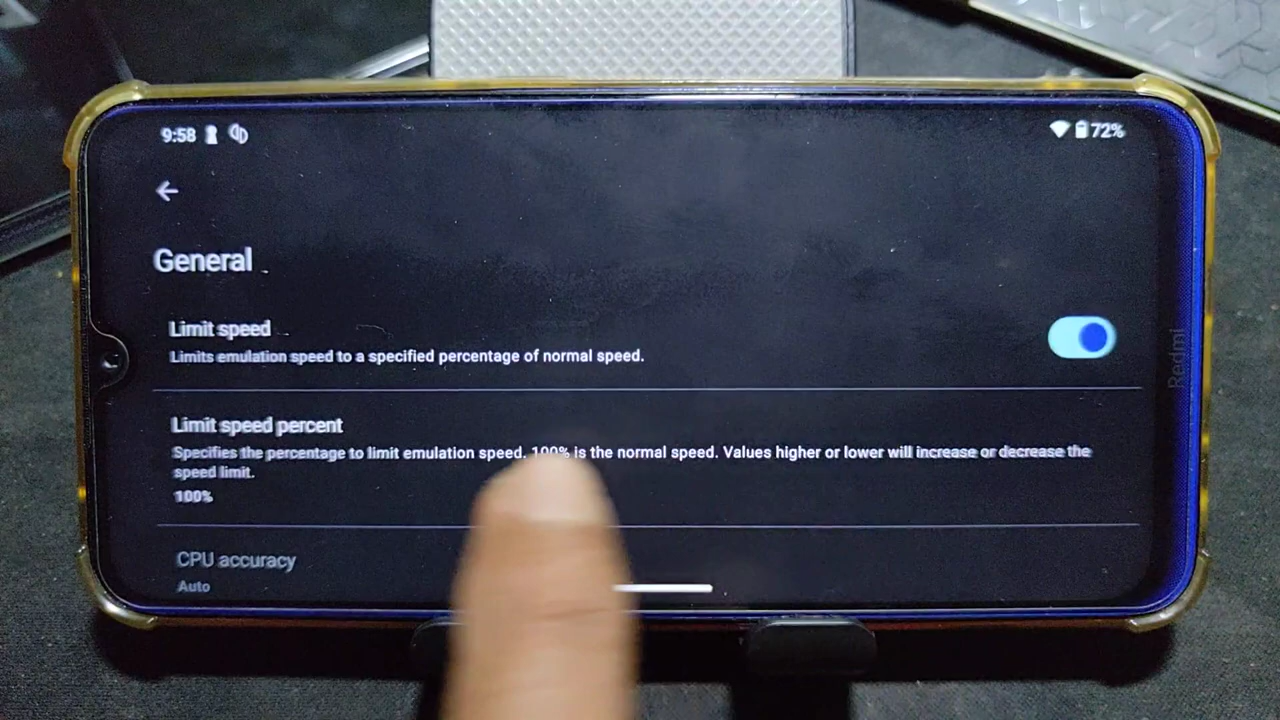 9:58
72%
General
Limit speed
Limits emulation speed to a specified percentage of normal speed.
Limit speed percent
Specifies the percentage to limit emulation speed. 100% is the normal speed. Values higher or lower will increase or decrease the
speed limit.
100%
CPU accuracy
Auto
Redmi